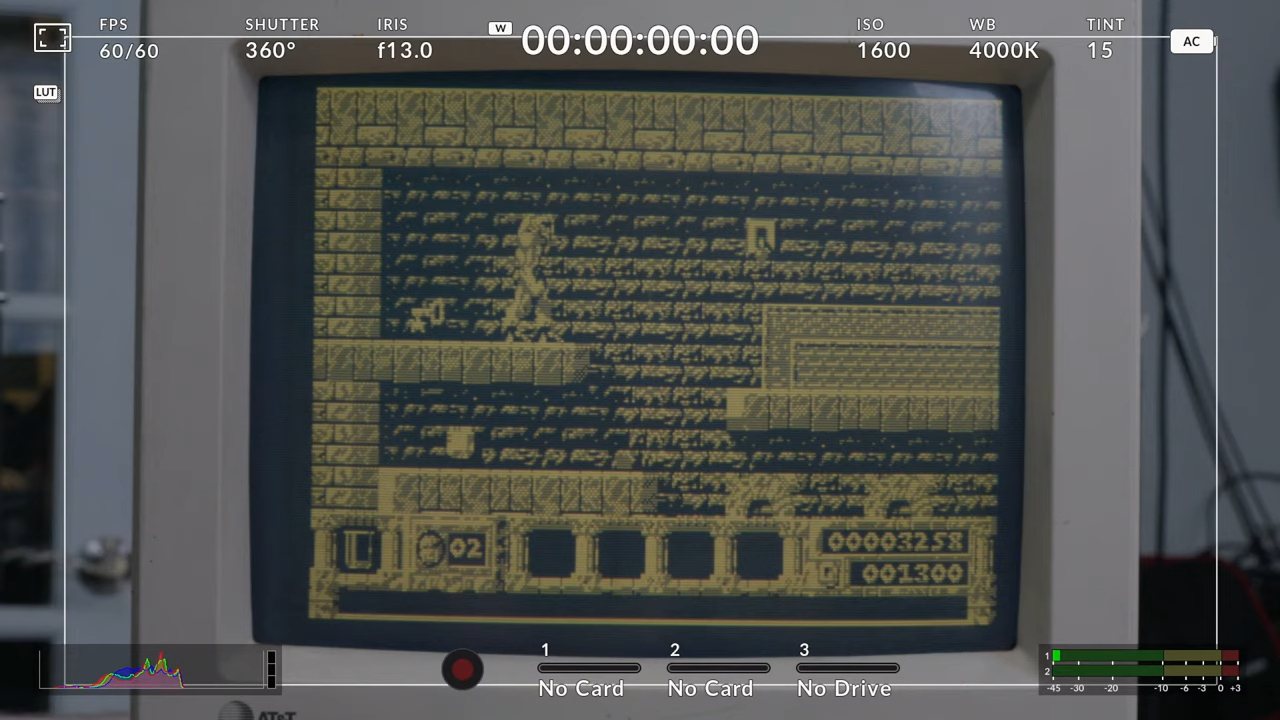 FPS SHUTTER IRIS W 00:00:00:00 ISO WB TINT
60/60 360° f13.0 1600 4000K 15 AC
LUT
02 00003258
001300
1 2 3
No Card No Card No Drive
1
2
-45 -30 -20 -10 -6 -3 0 +3
AT&T